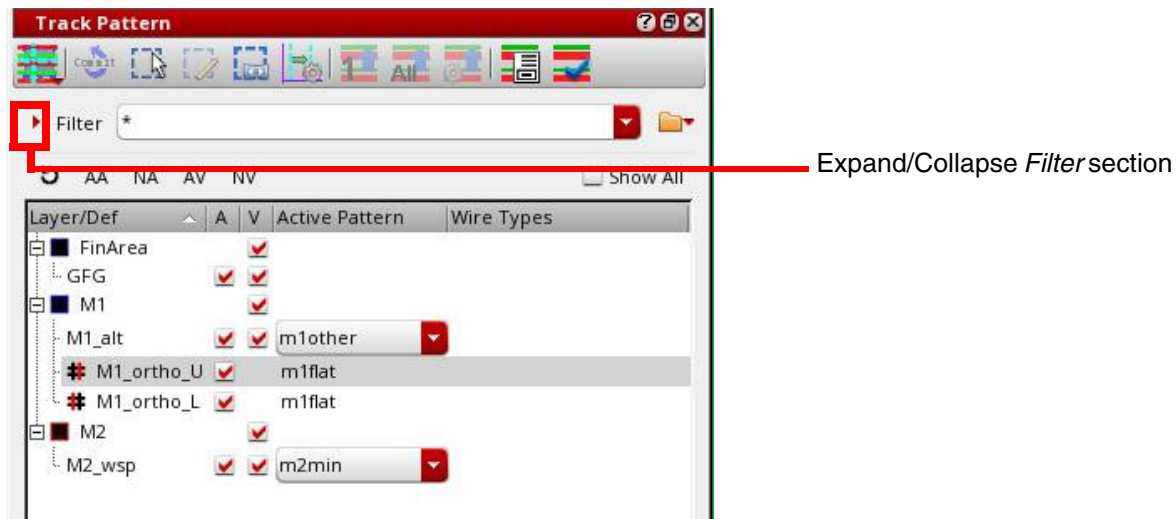 Track Pattern
COMMIT 1 All
Filter *
Expand/Collapse Filter section
AA NA AV NV Show All
Layer/Def A V Active Pattern Wire Types
FinArea
GFG
M1
M1_alt m1other
M1_ortho_U m1flat
M1_ortho_L m1flat
M2
M2_wsp m2min